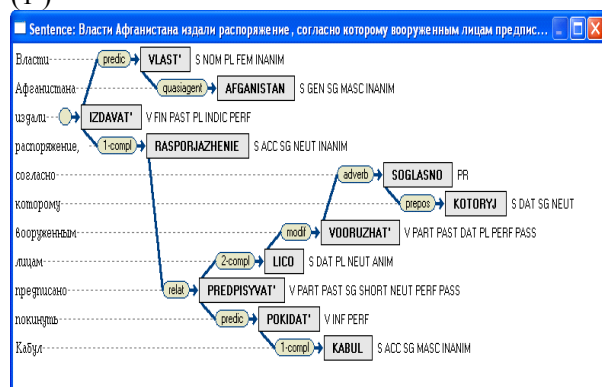 Sentence: Власти Афганистана издали распоряжение , согласно которому вооруженным лицам предпис...
Власти predic VLAST' S NOM PL FEM INANIM
Афганистана quasiagent AFGANISTAN S GEN SG MASC INANIM
издали IZDAVAT' V FIN PAST PL INDIC PERF
распоряжение, 1-compl RASPORJAZHENIE S ACC SG NEUT INANIM
согласно adverb SOGLASNO PR
которому prepos KOTORYJ S DAT SG NEUT
вооруженным modif VOORUZHAT' V PART PAST DAT PL PERF PASS
лицам 2-compl LICO S DAT PL NEUT ANIM
предписано relat PREDPISYVAT' V PART PAST SG SHORT NEUT PERF PASS
покинуть predic POKIDAT' V INF PERF
Кабул 1-compl KABUL S ACC SG MASC INANIM